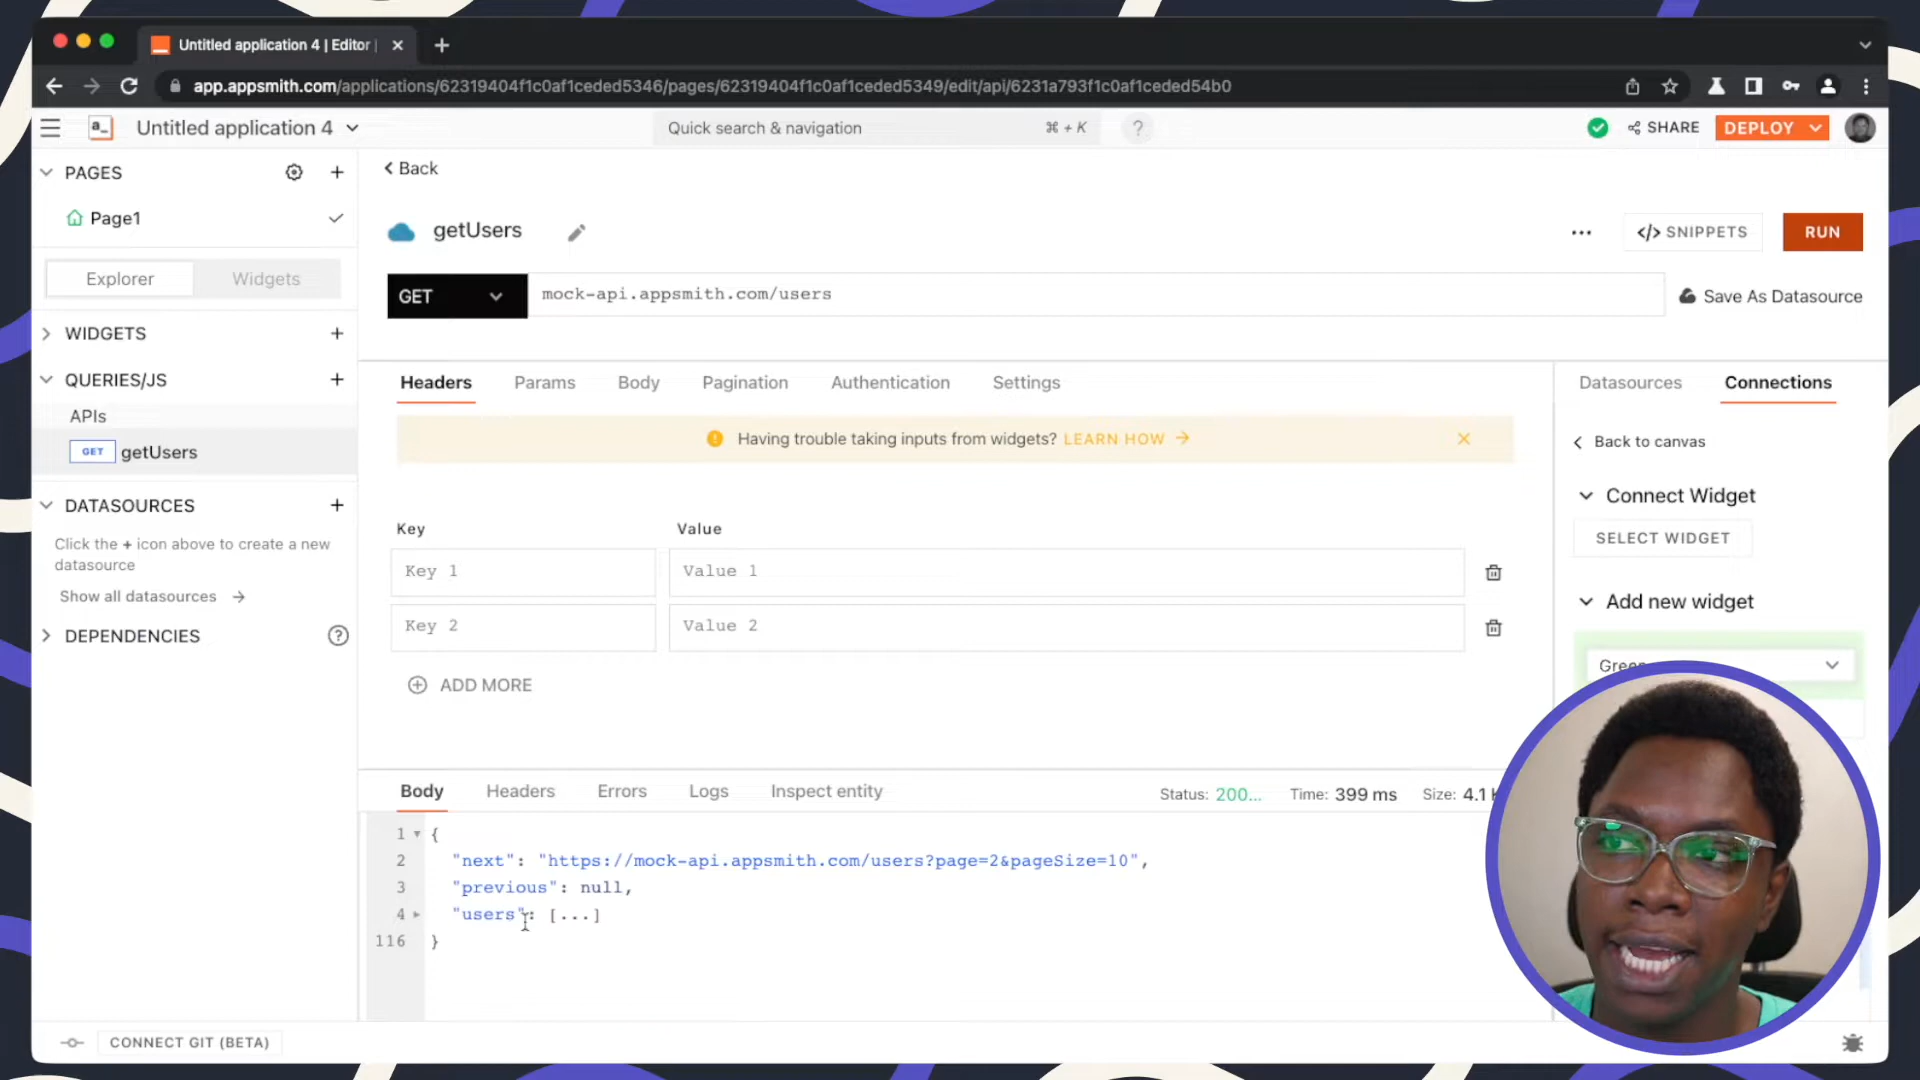 Untitled application 4 | Editor |
app.appsmith.com/applications/62319404f1c0af1ceded5346/pages/62319404f1c0af1ceded5349/edit/api/6231a793f1c0af1ceded54b0
a_
Untitled application 4
Quick search & navigation
⌘ + K
?
SHARE
DEPLOY
PAGES
Page1
Explorer
Widgets
WIDGETS
QUERIES/JS
APIs
GET getUsers
DATASOURCES
Click the + icon above to create a new
datasource
Show all datasources →
DEPENDENCIES
?
Back
getUsers
SNIPPETS
RUN
GET
mock-api.appsmith.com/users
Save As Datasource
Headers
Params
Body
Pagination
Authentication
Settings
Having trouble taking inputs from widgets? LEARN HOW →
Key
Value
Key 1
Value 1
Key 2
Value 2
ADD MORE
Datasources
Connections
Back to canvas
Connect Widget
SELECT WIDGET
Add new widget
Body
Headers
Errors
Logs
Inspect entity
Status: 200...
Time: 399 ms
Size: 4.1
1 {
2 "next": "https://mock-api.appsmith.com/users?page=2&pageSize=10",
3 "previous": null,
4 "users": [...]
116 }
CONNECT GIT (BETA)